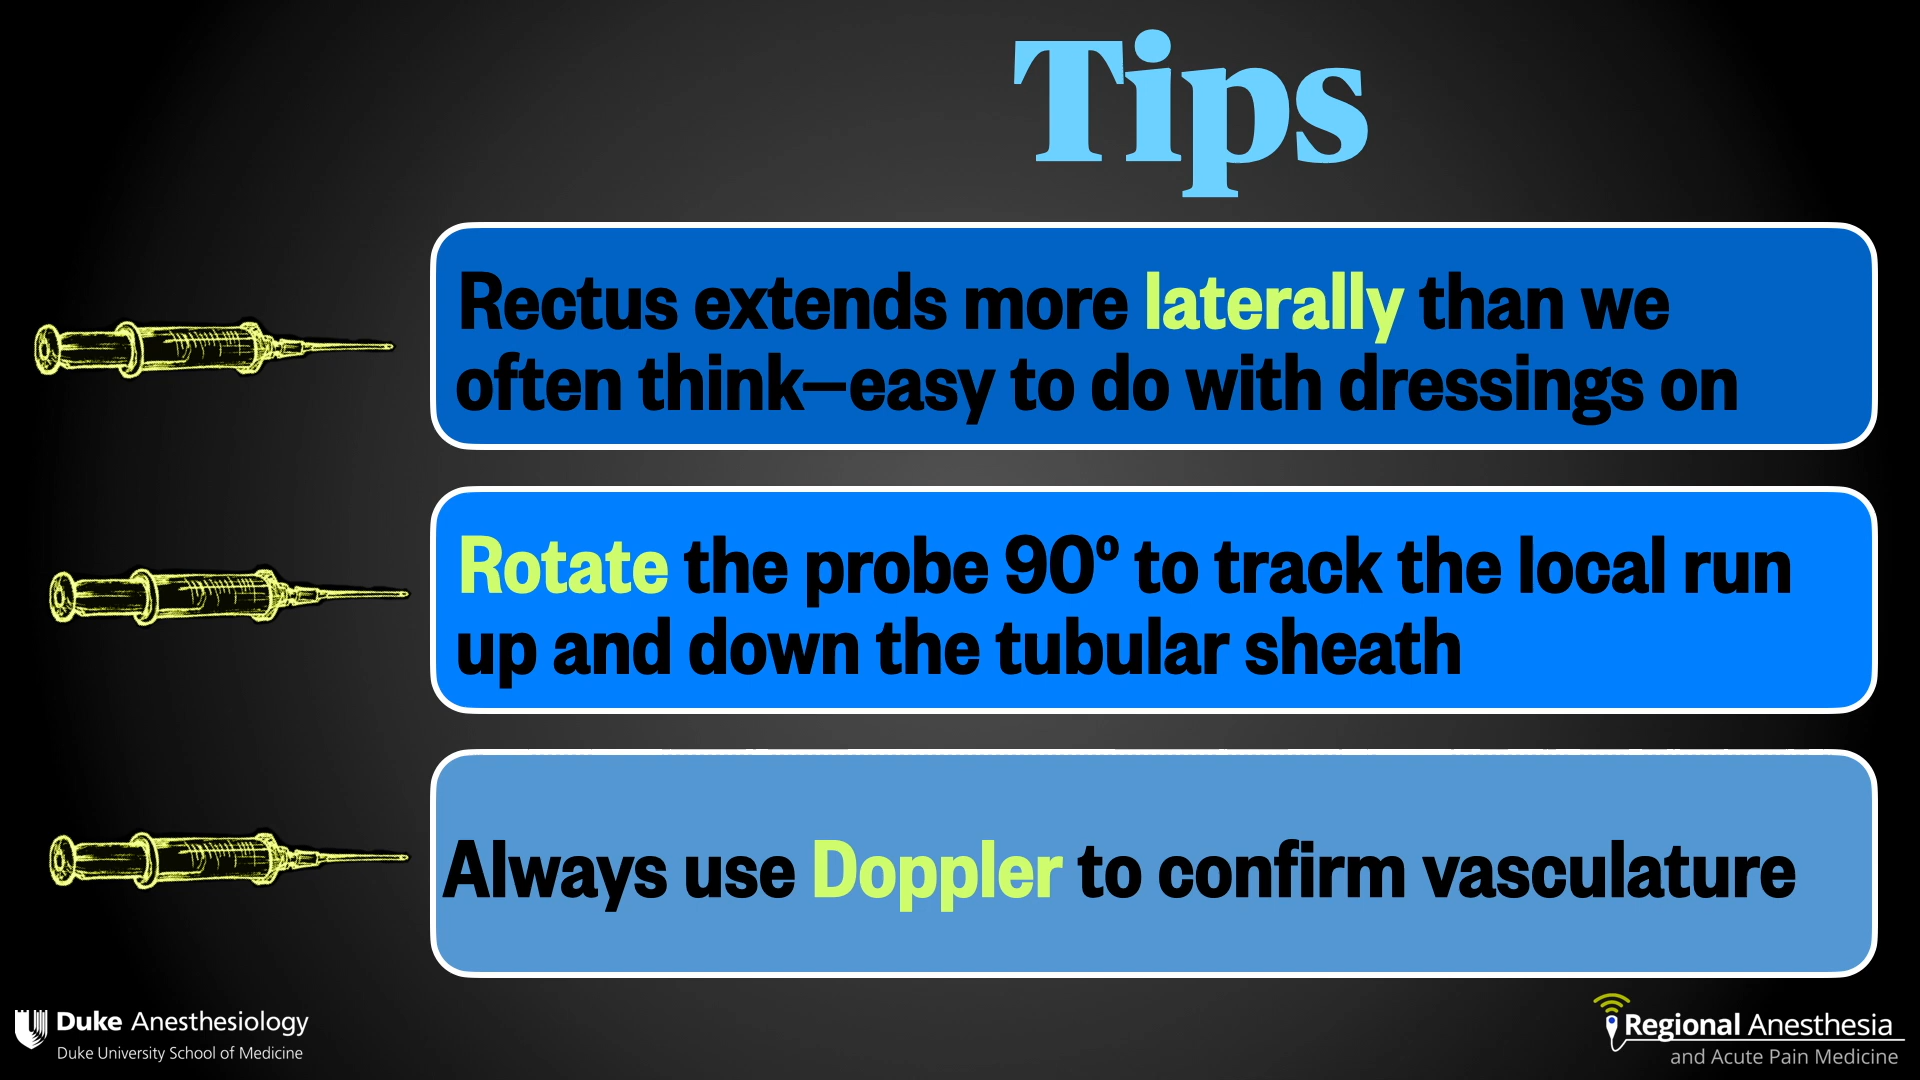 Tips
Rectus extends more laterally than we
often think—easy to do with dressings on
Rotate the probe 90º to track the local run
up and down the tubular sheath
Always use Doppler to confirm vasculature
Duke Anesthesiology
Duke University School of Medicine
Regional Anesthesia
and Acute Pain Medicine